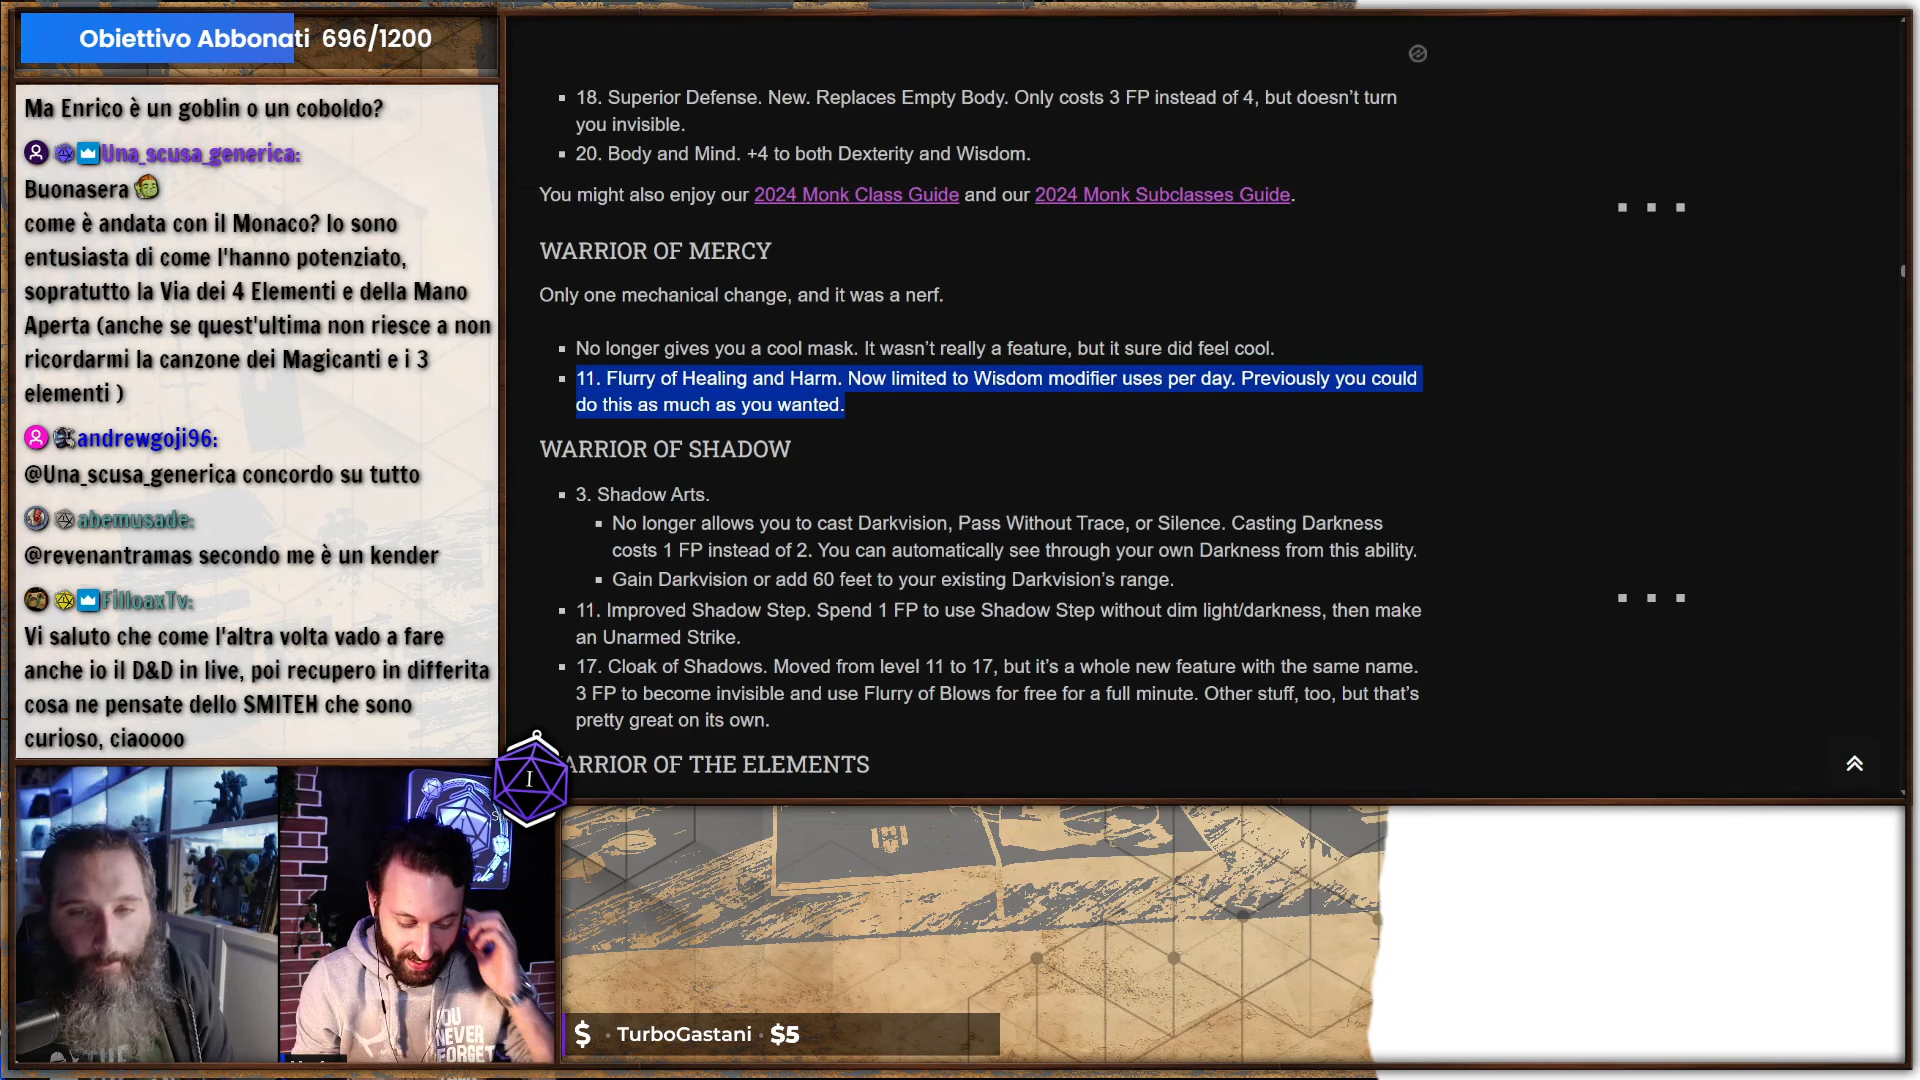 Obiettivo Abbonati 696/1200
Ma Enrico è un goblin o un coboldo?
Una_scusa_generica:
Buonasera
come è andata con il Monaco? Io sono
entusiasta di come l'hanno potenziato,
sopratutto la Via dei 4 Elementi e della Mano
Aperta (anche se quest'ultima non riesce a non
ricordarmi la canzone dei Magicanti e i 3
elementi )
andrewgoji96:
@Una_scusa_generica concordo su tutto
abemusade:
@revenantramas secondo me è un kender
FilloaxTv:
Vi saluto che come l'altra volta vado a fare
anche io il D&D in live, poi recupero in differita
cosa ne pensate dello SMITEH che sono
curioso, ciaoooo
18. Superior Defense. New. Replaces Empty Body. Only costs 3 FP instead of 4, but doesn’t turn
you invisible.
20. Body and Mind. +4 to both Dexterity and Wisdom.
You might also enjoy our 2024 Monk Class Guide and our 2024 Monk Subclasses Guide.
WARRIOR OF MERCY
Only one mechanical change, and it was a nerf.
No longer gives you a cool mask. It wasn’t really a feature, but it sure did feel cool.
11. Flurry of Healing and Harm. Now limited to Wisdom modifier uses per day. Previously you could
do this as much as you wanted.
WARRIOR OF SHADOW
3. Shadow Arts.
No longer allows you to cast Darkvision, Pass Without Trace, or Silence. Casting Darkness
costs 1 FP instead of 2. You can automatically see through your own Darkness from this ability.
Gain Darkvision or add 60 feet to your existing Darkvision’s range.
11. Improved Shadow Step. Spend 1 FP to use Shadow Step without dim light/darkness, then make
an Unarmed Strike.
17. Cloak of Shadows. Moved from level 11 to 17, but it’s a whole new feature with the same name.
3 FP to become invisible and use Flurry of Blows for free for a full minute. Other stuff, too, but that’s
pretty great on its own.
ARRIOR OF THE ELEMENTS
I
YOU
NEVER
FORGET
THE
$ · TurboGastani · $5